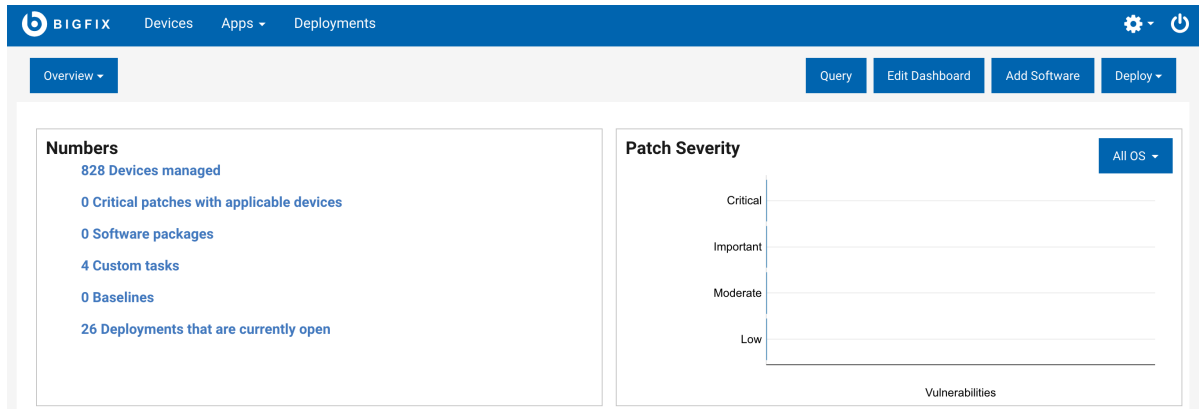 BIGFIX Devices Apps Deployments
Overview Query Edit Dashboard Add Software Deploy
Numbers
828 Devices managed
0 Critical patches with applicable devices
0 Software packages
4 Custom tasks
0 Baselines
26 Deployments that are currently open
Patch Severity
All OS
Critical
Important
Moderate
Low
Vulnerabilities